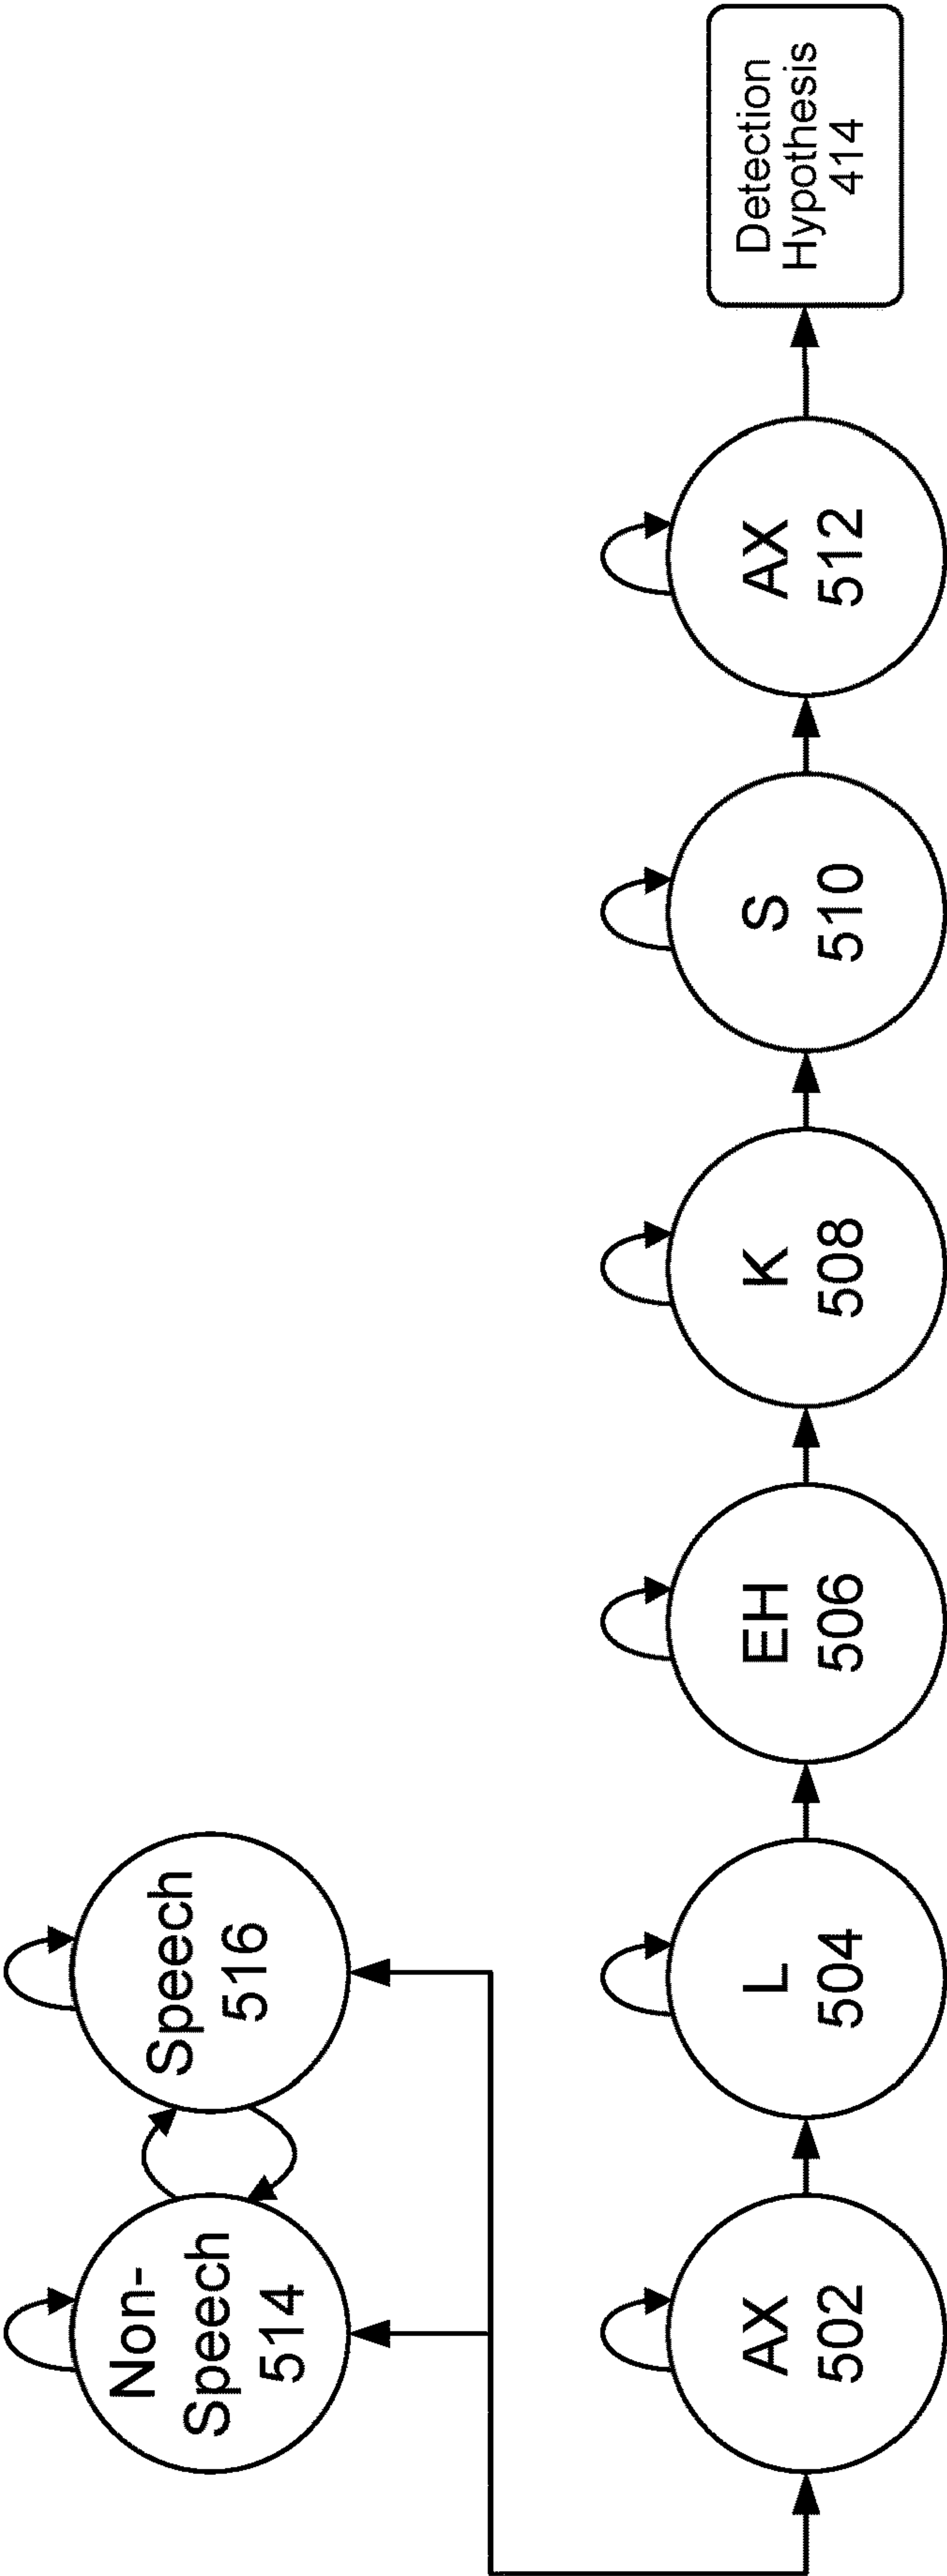 Non-
Speech
514
Speech
516
AX
502
L
504
EH
506
K
508
S
510
AX
512
Detection
Hypothesis
414